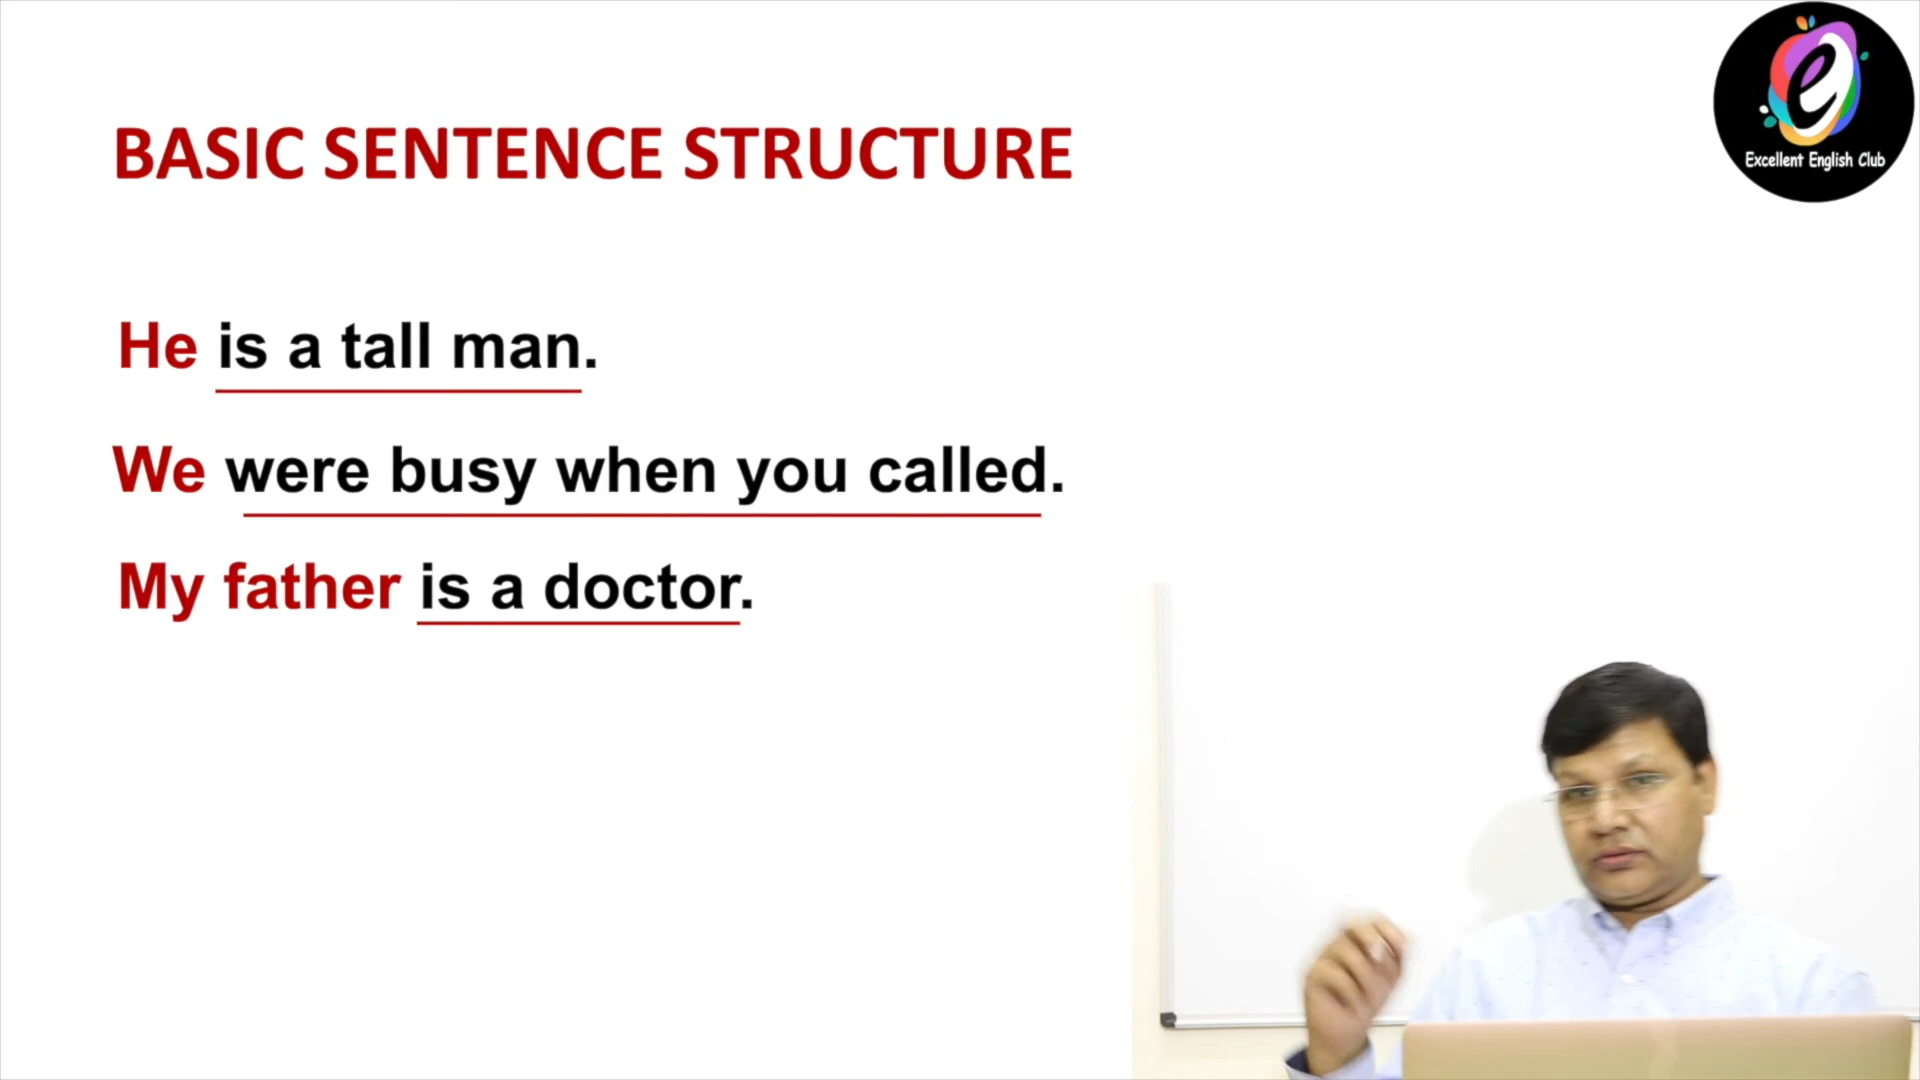 BASIC SENTENCE STRUCTURE
Excellent English Club
He is a tall man.
We were busy when you called.
My father is a doctor.